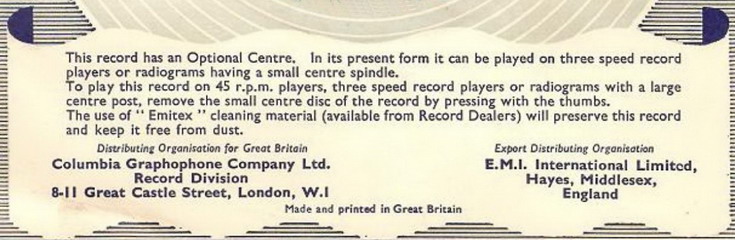 This record has an Optional Centre. In its present form it can be played on three speed record
players or radiograms having a small centre spindle.
To play this record on 45 r.p.m. players, three speed record players or radiograms with a large
centre post, remove the small centre disc of the record by pressing with the thumbs.
The use of " Emitex " cleaning material (available from Record Dealers) will preserve this record
and keep it free from dust.
Distributing Organisation for Great Britain
Columbia Graphophone Company Ltd.
Record Division
8-11 Great Castle Street, London, W.1
Export Distributing Organisation
E.M.I. International Limited,
Hayes, Middlesex,
England
Made and printed in Great Britain